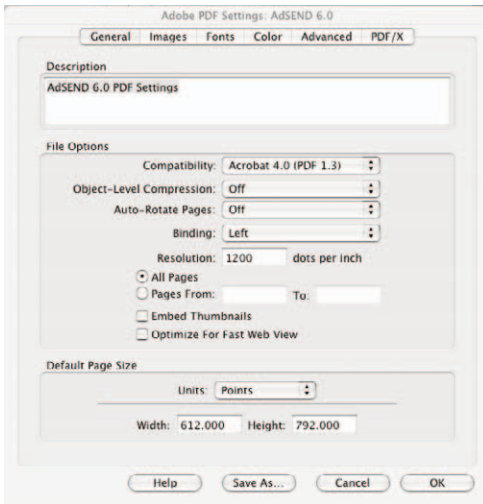 Adobe PDF Settings: AdSEND 6.0
General Images Fonts Color Advanced PDF/X
Description
AdSEND 6.0 PDF Settings
File Options
Compatibility: Acrobat 4.0 (PDF 1.3)
Object-Level Compression: Off
Auto-Rotate Pages: Off
Binding: Left
Resolution: 1200 dots per inch
All Pages
Pages From: To:
Embed Thumbnails
Optimize For Fast Web View
Default Page Size
Units: Points
Width: 612.000 Height: 792.000
Help Save As... Cancel OK